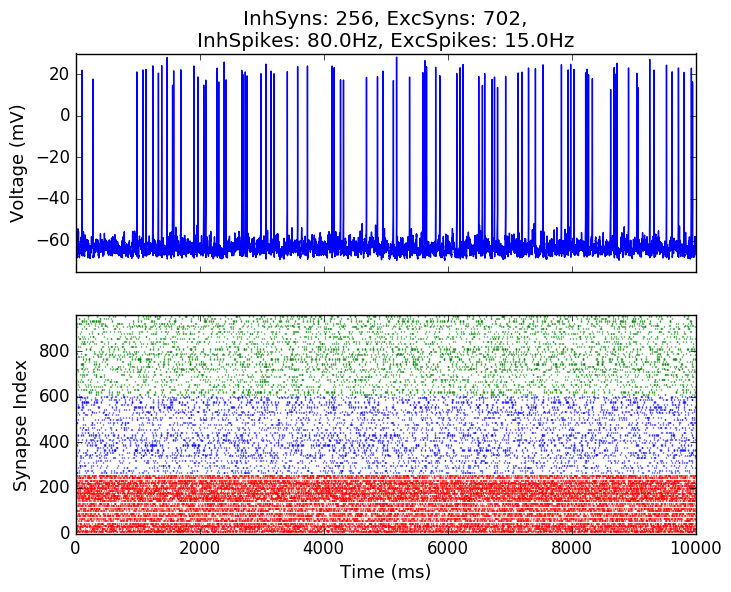 InhSyns: 256, ExcSyns: 702,
InhSpikes: 80.0Hz, ExcSpikes: 15.0Hz
20
0
−20
−40
−60
Voltage (mV)
800
600
400
200
0
Synapse Index
0 2000 4000 6000 8000 10000
Time (ms)